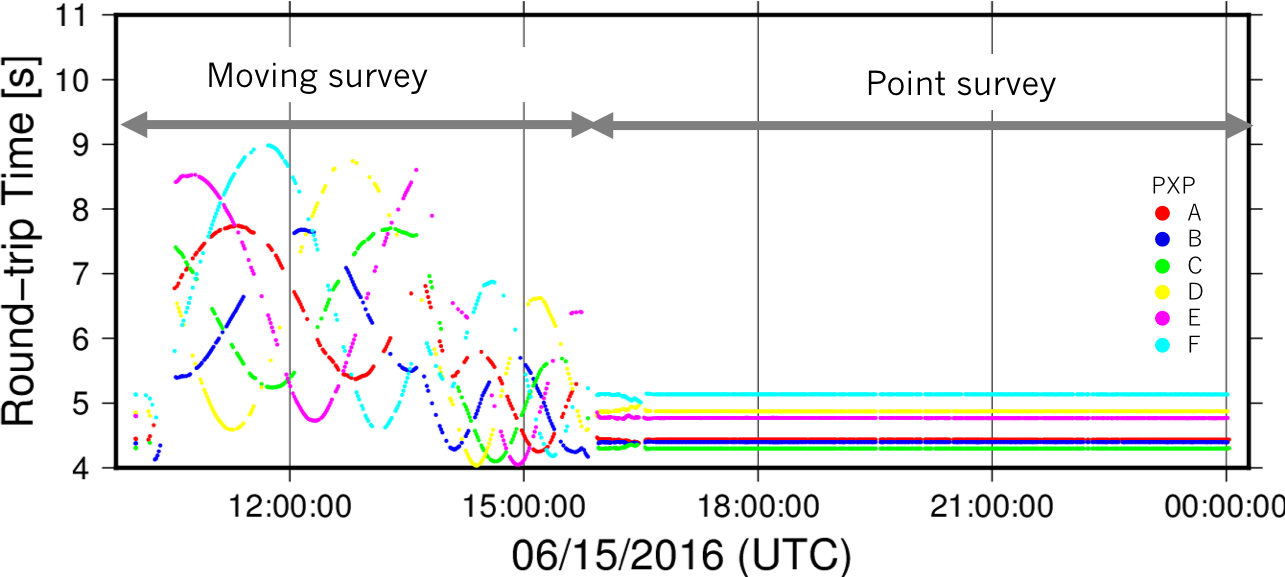 11
10
9
8
7
6
5
4
Round-trip Time [s]
Moving survey
Point survey
PXP
A
B
C
D
E
F
12:00:00
15:00:00
18:00:00
21:00:00
00:00:00
06/15/2016 (UTC)